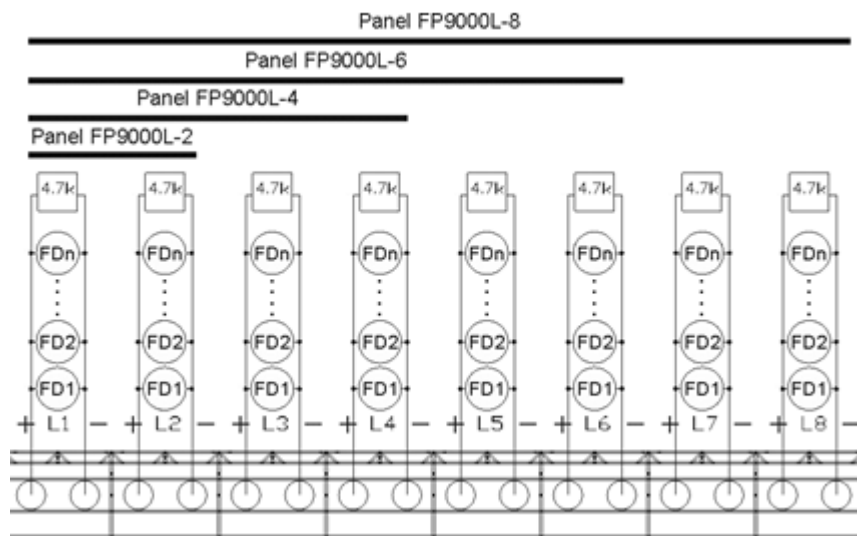 Panel FP9000L-8
Panel FP9000L-6
Panel FP9000L-4
Panel FP9000L-2
4.7k 4.7k 4.7k 4.7k 4.7k 4.7k 4.7k 4.7k
FDn FDn FDn FDn FDn FDn FDn FDn
FD2 FD2 FD2 FD2 FD2 FD2 FD2 FD2
FD1 FD1 FD1 FD1 FD1 FD1 FD1 FD1
+ L1 - + L2 - + L3 - + L4 - + L5 - + L6 - + L7 - + L8 -